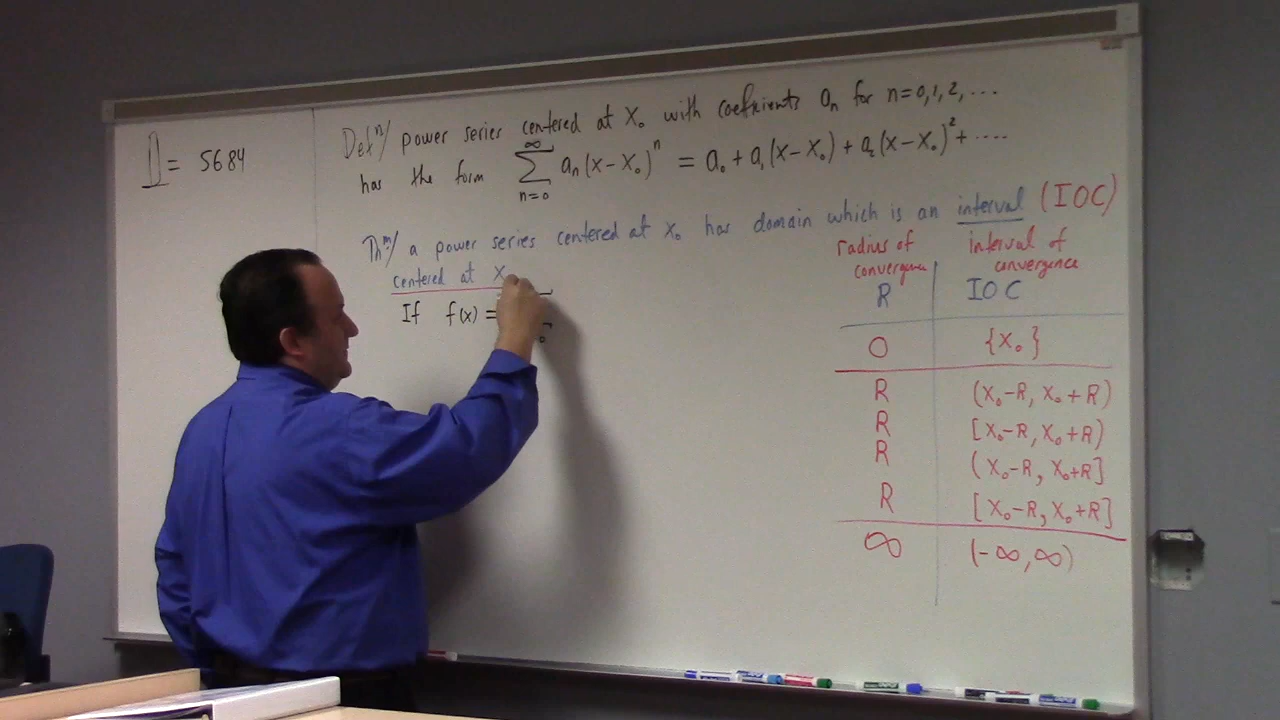 𝔻 = 5684
Defⁿ/ power series centered at X₀ with coefficients aₙ for n=0,1,2,....
has the form ∑_{n=0}^{∞} aₙ(x-X₀)ⁿ = a₀ + a₁(x-X₀) + a₂(x-X₀)² + ....
Thᵐ/ a power series centered at X₀ has domain which is an interval (IOC)
centered at X
If f(x) =
radius of convergence
interval of convergence
R IOC
0 {X₀}
R (X₀-R, X₀+R)
R [X₀-R, X₀+R)
R (X₀-R, X₀+R]
R [X₀-R, X₀+R]
∞ (-∞, ∞)